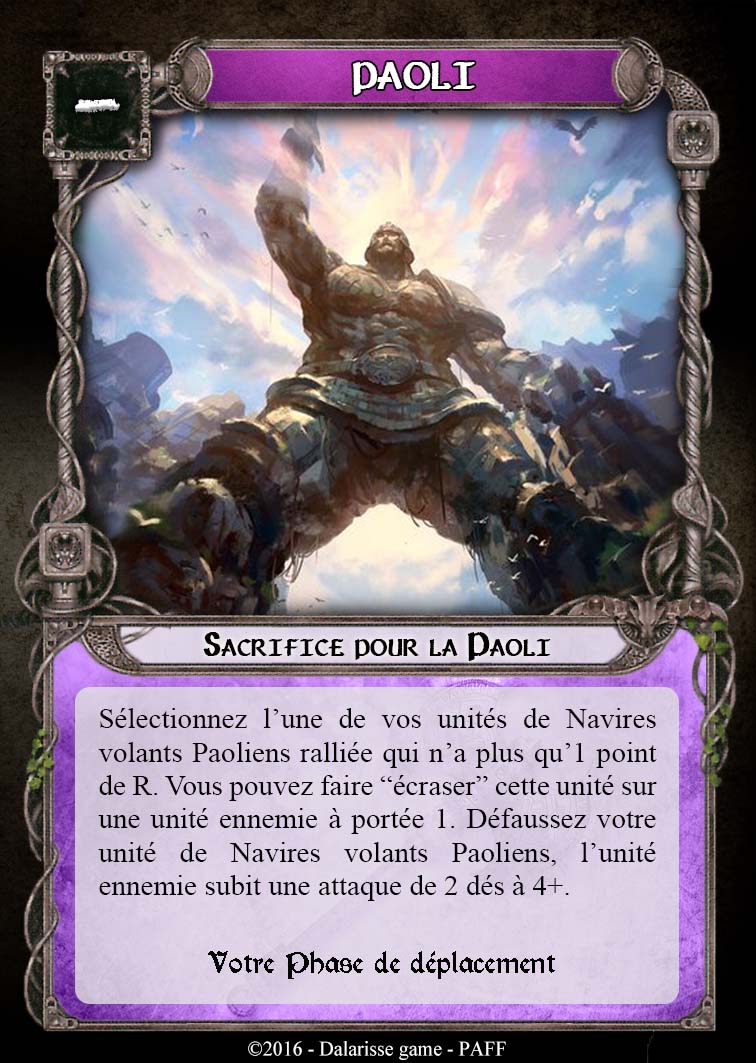 PAOLI
Sacrifice pour la Paoli
Sélectionnez l’une de vos unités de Navires
volants Paoliens ralliée qui n’a plus qu’1 point
de R. Vous pouvez faire “écraser” cette unité sur
une unité ennemie à portée 1. Défaussez votre
unité de Navires volants Paoliens, l’unité
ennemie subit une attaque de 2 dés à 4+.
Votre Phase de déplacement
©2016 - Dalarisse game - PAFF